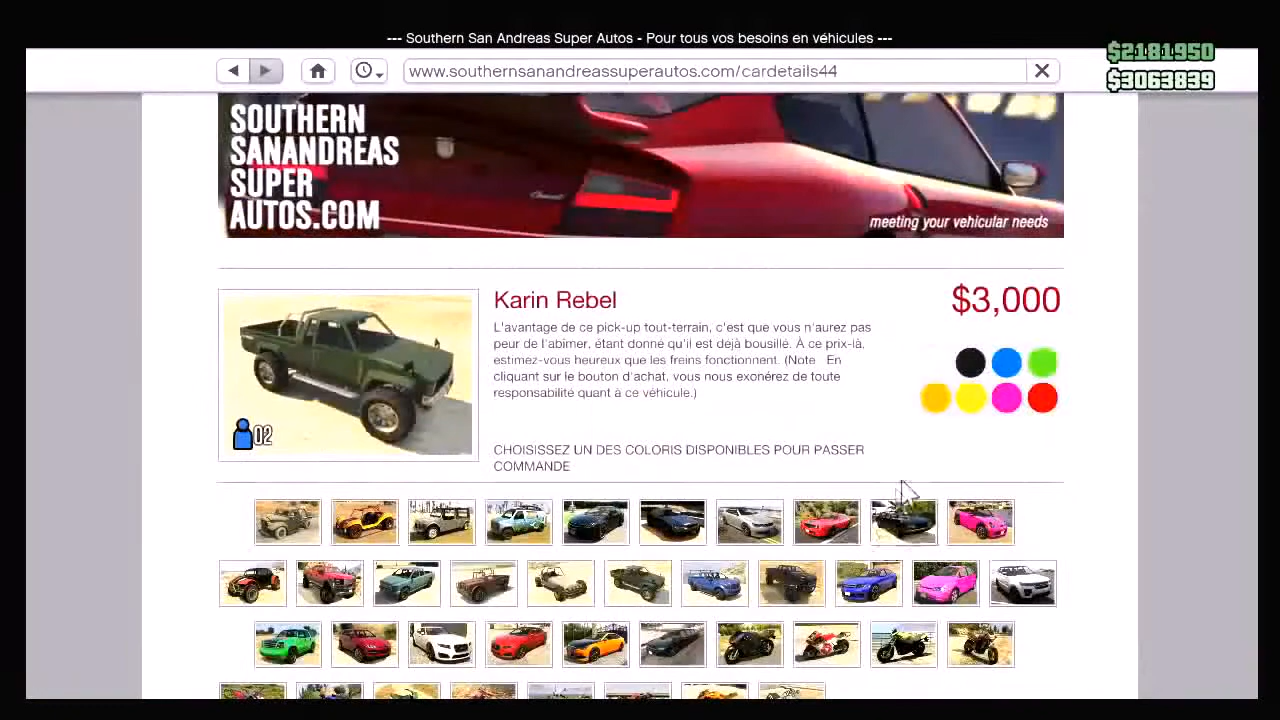 --- Southern San Andreas Super Autos - Pour tous vos besoins en véhicules ---
www.southernsanandreassuperautos.com/cardetails44
$2181950
$3063839
SOUTHERN
SANANDREAS
SUPER
AUTOS.COM
meeting your vehicular needs
Karin Rebel
$3,000
L'avantage de ce pick-up tout-terrain, c'est que vous n'aurez pas
peur de l'abimer, étant donné qu'il est déjà bousillé. À ce prix-là,
estimez-vous heureux que les freins fonctionnent. (Note En
cliquant sur le bouton d'achat, vous nous exonérez de toute
responsabilité quant à ce véhicule.)
02
CHOISISSEZ UN DES COLORIS DISPONIBLES POUR PASSER
COMMANDE